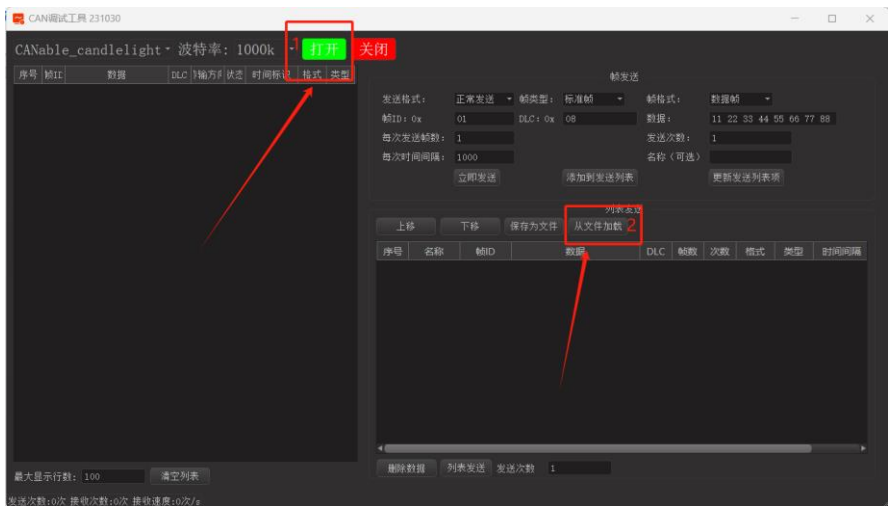 CAN调试工具 231030
CANable_candlelight 波特率: 1000k 1 打开 关闭
序号 帧ID 数据 DLC 传输方向 状态 时间标识 格式 类型
帧发送
发送格式: 正常发送 帧类型: 标准帧 帧格式: 数据帧
帧ID: 0x 01 DLC: 0x 08 数据: 11 22 33 44 55 66 77 88
每次发送帧数: 1 发送次数: 1
每次时间间隔: 1000 名称(可选)
立即发送 添加到发送列表 更新发送列表项
列表发送
上移 下移 保存为文件 从文件加载 2
序号 名称 帧ID 数据 DLC 帧数 次数 格式 类型 时间间隔
删除数据 列表发送 发送次数 1
最大显示行数: 100 清空列表
发送次数:0次 接收次数:0次 接收速度:0次/s